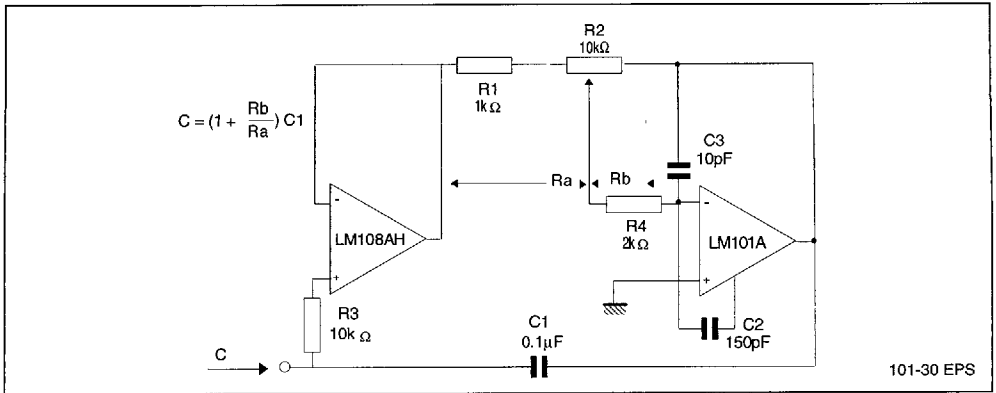 R2
10kΩ
R1
1kΩ
C = (1 + Rb/Ra) C1
C3
10pF
Ra
Rb
-
LM108AH
+
R4
2kΩ
-
LM101A
+
R3
10k Ω
C1
0.1µF
C2
150pF
C
101-30 EPS